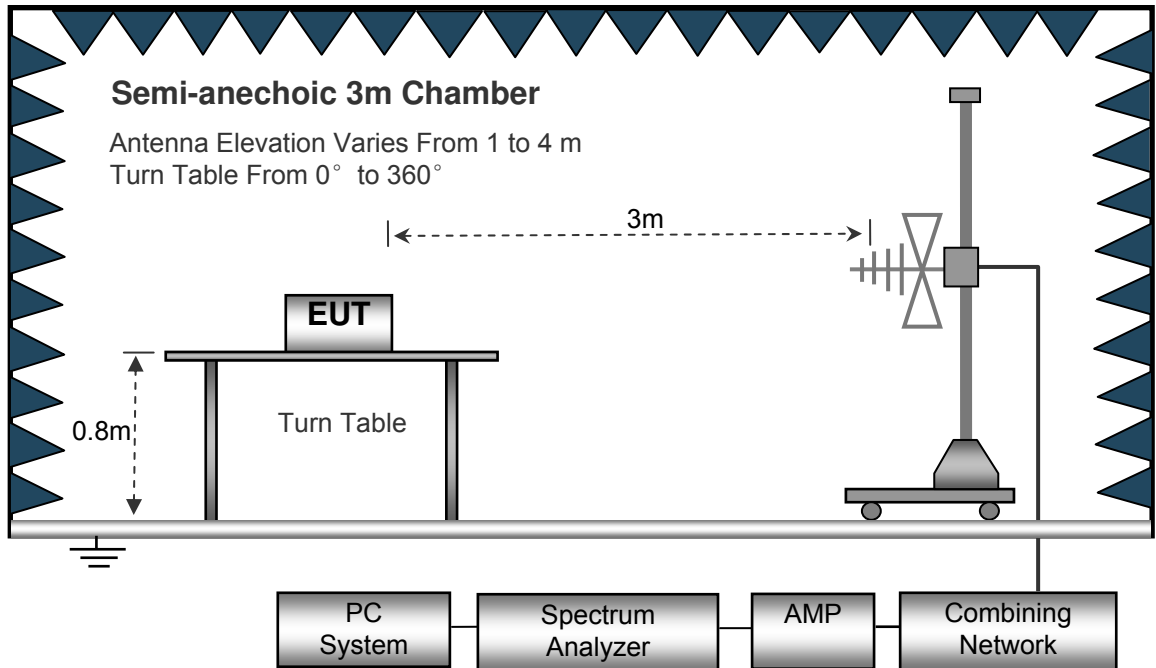 Semi-anechoic 3m Chamber
Antenna Elevation Varies From 1 to 4 m
Turn Table From 0° to 360°
3m
EUT
0.8m
Turn Table
PC
System
Spectrum
Analyzer
AMP
Combining
Network